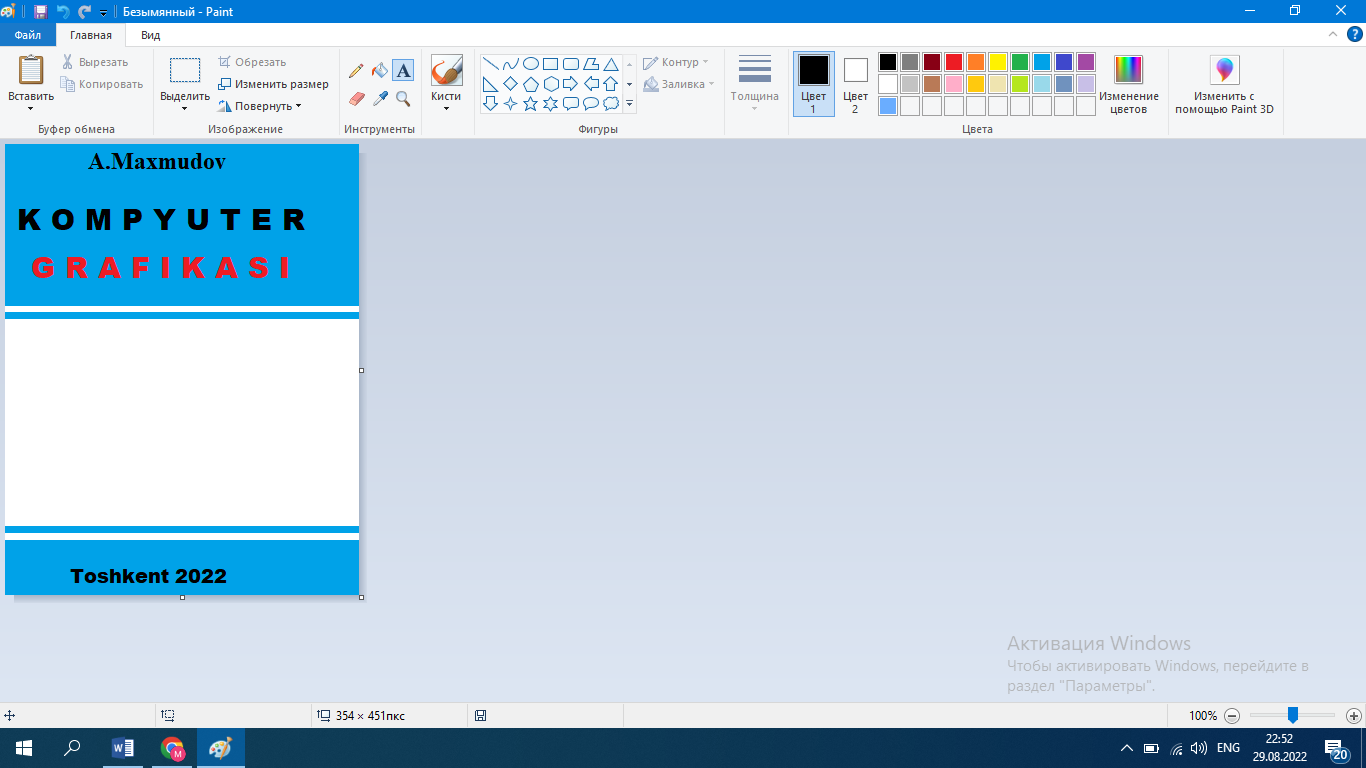 Безымянный - Paint
Файл
Главная
Вид
Вставить
Вырезать
Копировать
Буфер обмена
Выделить
Обрезать
Изменить размер
Повернуть
Изображение
A
Инструменты
Кисти
Фигуры
Контур
Заливка
Толщина
Цвет
1
Цвет
2
Изменение
цветов
Цвета
Изменить с
помощью Paint 3D
A.Maxmudov
KOMPYUTER
GRAFIKASI
Toshkent 2022
Активация Windows
Чтобы активировать Windows, перейдите в
раздел "Параметры".
354 × 451пкс
100%
W
M
ENG
22:52
29.08.2022
20